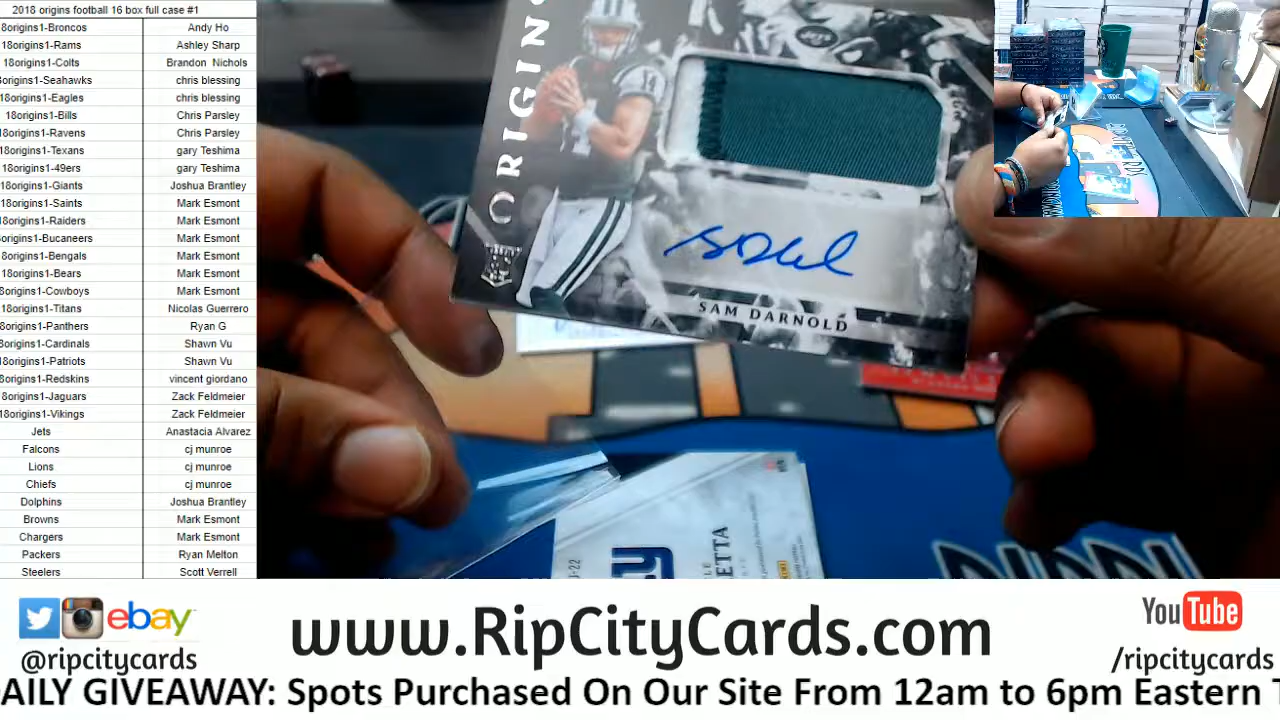 2018 origins football 16 box full case #1
8origins1-Broncos Andy Ho
18origins1-Rams Ashley Sharp
18origins1-Colts Brandon Nichols
8origins1-Seahawks chris blessing
18origins1-Eagles chris blessing
18origins1-Bills Chris Parsley
18origins1-Ravens Chris Parsley
18origins1-Texans gary Teshima
18origins1-49ers gary Teshima
18origins1-Giants Joshua Brantley
18origins1-Saints Mark Esmont
18origins1-Raiders Mark Esmont
8origins1-Bucaneers Mark Esmont
8origins1-Bengals Mark Esmont
18origins1-Bears Mark Esmont
8origins1-Cowboys Mark Esmont
18origins1-Titans Nicolas Guerrero
8origins1-Panthers Ryan G
8origins1-Cardinals Shawn Vu
18origins1-Patriots Shawn Vu
8origins1-Redskins vincent giordano
8origins1-Jaguars Zack Feldmeier
18origins1-Vikings Zack Feldmeier
Jets Anastacia Alvarez
Falcons cj munroe
Lions cj munroe
Chiefs cj munroe
Dolphins Joshua Brantley
Browns Mark Esmont
Chargers Mark Esmont
Packers Ryan Melton
Steelers Scott Verrell
ORIGINS
SAM DARNOLD
ETTA
ebay
@ripcitycards
www.RipCityCards.com
YouTube
/ripcitycards
AILY GIVEAWAY: Spots Purchased On Our Site From 12am to 6pm Eastern T